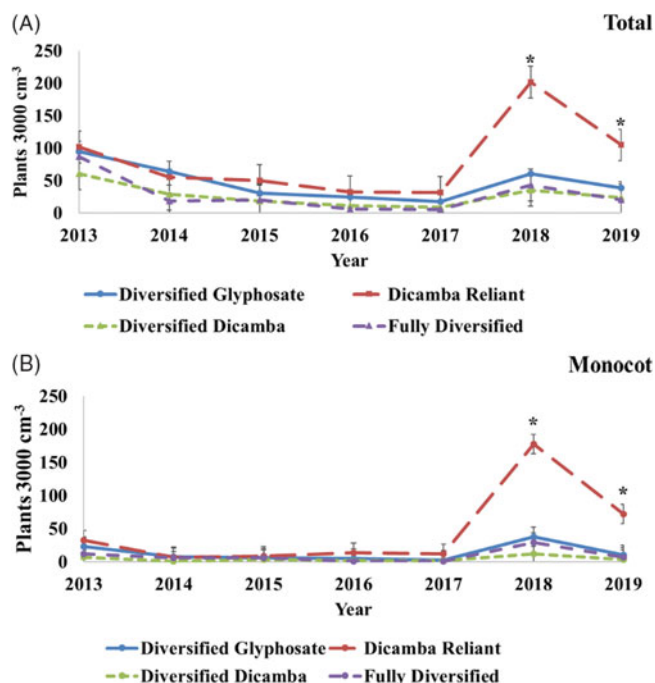 (A) Total
250
200
150
100
50
0
Plants 3000 cm⁻³
* *
2013 2014 2015 2016 2017 2018 2019
Year
Diversified Glyphosate Dicamba Reliant
Diversified Dicamba Fully Diversified
(B) Monocot
250
200
150
100
50
0
Plants 3000 cm⁻³
* *
2013 2014 2015 2016 2017 2018 2019
Year
Diversified Glyphosate Dicamba Reliant
Diversified Dicamba Fully Diversified